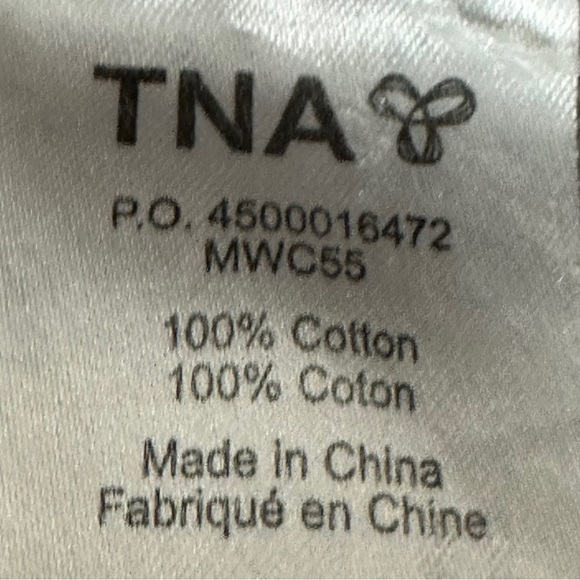 TNA
P.O. 4500016472
MWC55
100% Cotton
100% Coton
Made in China
Fabriqué en Chine